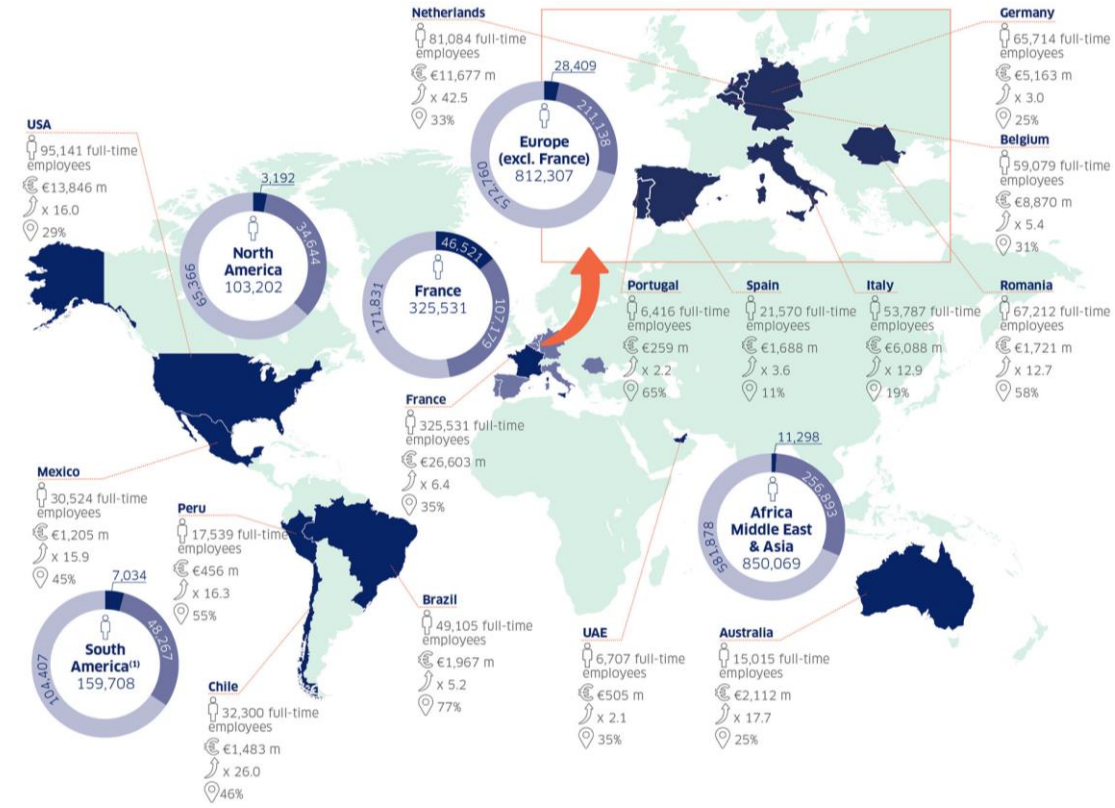 Netherlands
81,084 full-time
employees
€11,677 m
x 42.5
33%
Germany
65,714 full-time
employees
€5,163 m
x 3.0
25%
28,409
211,138
572,760
Europe
(excl. France)
812,307
Belgium
59,079 full-time
employees
€8,870 m
x 5.4
31%
USA
95,141 full-time
employees
€13,846 m
x 16.0
29%
3,192
34,644
65,366
North
America
103,202
46,521
107,179
171,831
France
325,531
Portugal
6,416 full-time
employees
€259 m
x 2.2
65%
Spain
21,570 full-time
employees
€1,688 m
x 3.6
11%
Italy
53,787 full-time
employees
€6,088 m
x 12.9
19%
Romania
67,212 full-time
employees
€1,721 m
x 12.7
58%
France
325,531 full-time
employees
€26,603 m
x 6.4
35%
Mexico
30,524 full-time
employees
€1,205 m
x 15.9
45%
Peru
17,539 full-time
employees
€456 m
x 16.3
55%
11,298
256,893
581,878
Africa
Middle East
& Asia
850,069
7,034
48,267
104,407
South
America(1)
159,708
Chile
32,300 full-time
employees
€1,483 m
x 26.0
46%
Brazil
49,105 full-time
employees
€1,967 m
x 5.2
77%
UAE
6,707 full-time
employees
€505 m
x 2.1
35%
Australia
15,015 full-time
employees
€2,112 m
x 17.7
25%